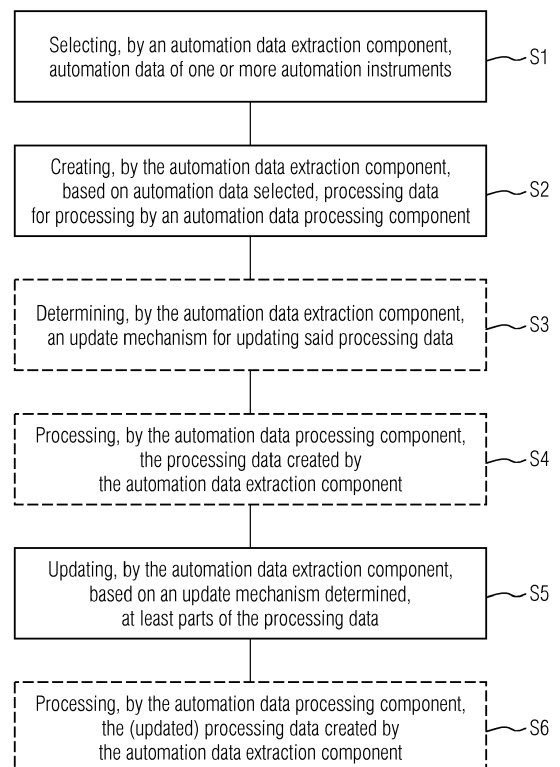 Selecting, by an automation data extraction component,
automation data of one or more automation instruments
S1
Creating, by the automation data extraction component,
based on automation data selected, processing data
for processing by an automation data processing component
S2
Determining, by the automation data extraction component,
an update mechanism for updating said processing data
S3
Processing, by the automation data processing component,
the processing data created by
the automation data extraction component
S4
Updating, by the automation data extraction component,
based on an update mechanism determined,
at least parts of the processing data
S5
Processing, by the automation data processing component,
the (updated) processing data created by
the automation data extraction component
S6